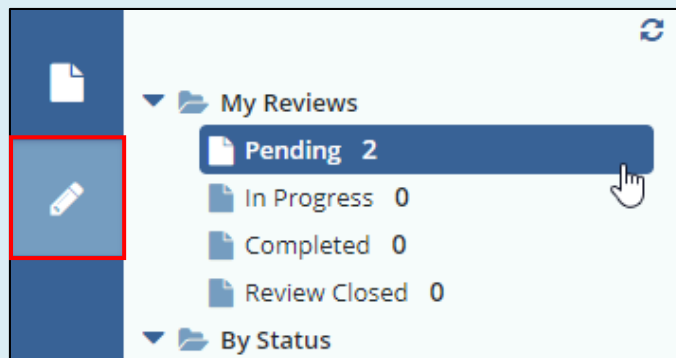 My Reviews
Pending 2
In Progress 0
Completed 0
Review Closed 0
By Status